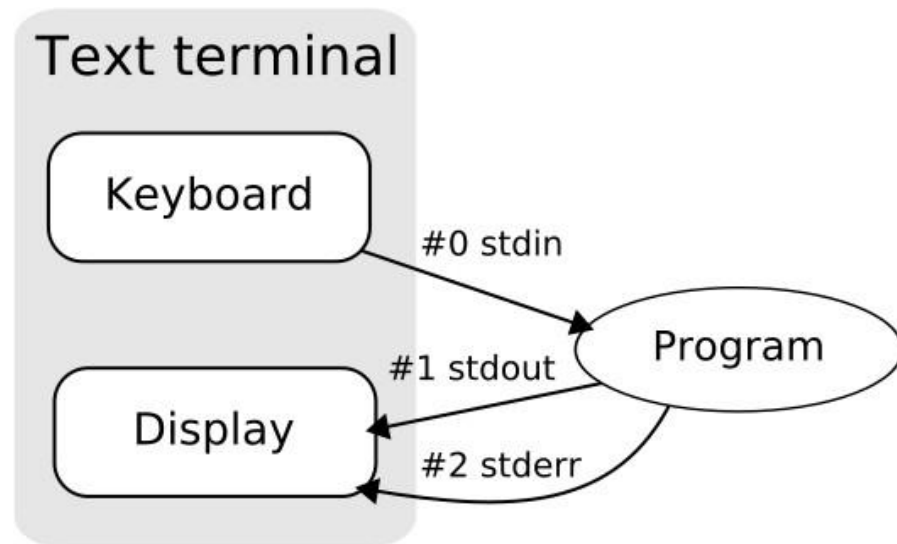 Text terminal
Keyboard
#0 stdin
Program
#1 stdout
Display
#2 stderr